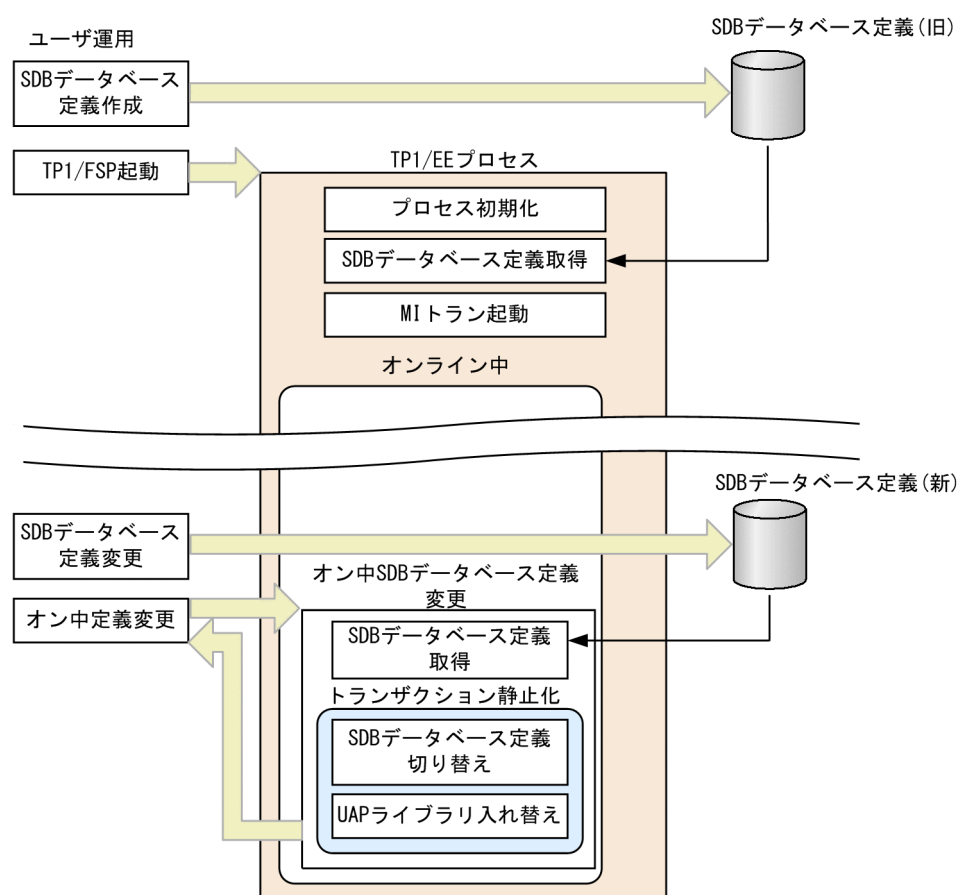 SDBデータベース定義(旧)
ユーザ運用
SDBデータベース
定義作成
TP1/FSP起動
TP1/EEプロセス
プロセス初期化
SDBデータベース定義取得
MIトラン起動
オンライン中
SDBデータベース定義(新)
SDBデータベース
定義変更
オン中SDBデータベース定義
変更
オン中定義変更
SDBデータベース定義
取得
トランザクション静止化
SDBデータベース定義
切り替え
UAPライブラリ入れ替え